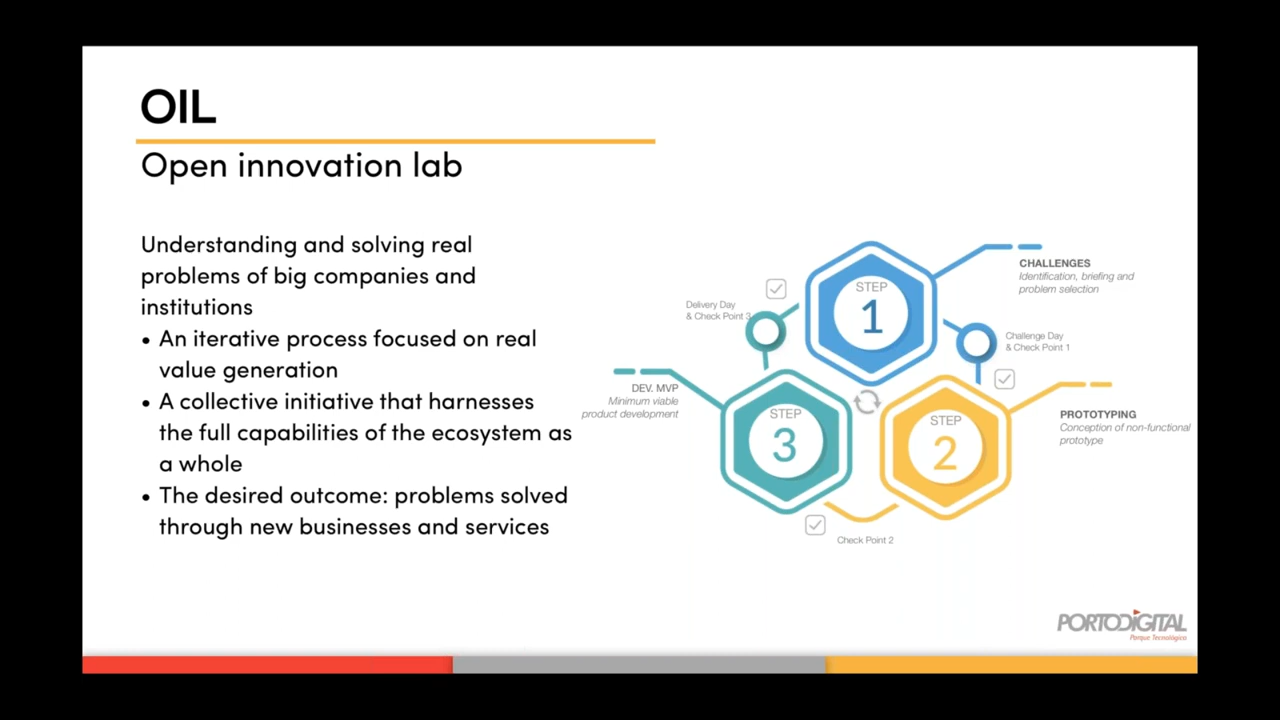 OIL
Open innovation lab
Understanding and solving real
problems of big companies and
institutions
• An iterative process focused on real
value generation
• A collective initiative that harnesses
the full capabilities of the ecosystem as
a whole
• The desired outcome: problems solved
through new businesses and services
STEP
1
CHALLENGES
Identification, briefing and
problem selection
Delivery Day
& Check Point 3
Challenge Day
& Check Point 1
DEV. MVP
Minimum viable
product development
STEP
3
STEP
2
PROTOTYPING
Conception of non-functional
prototype
Check Point 2
PORTODIGITAL
Parque Tecnológico